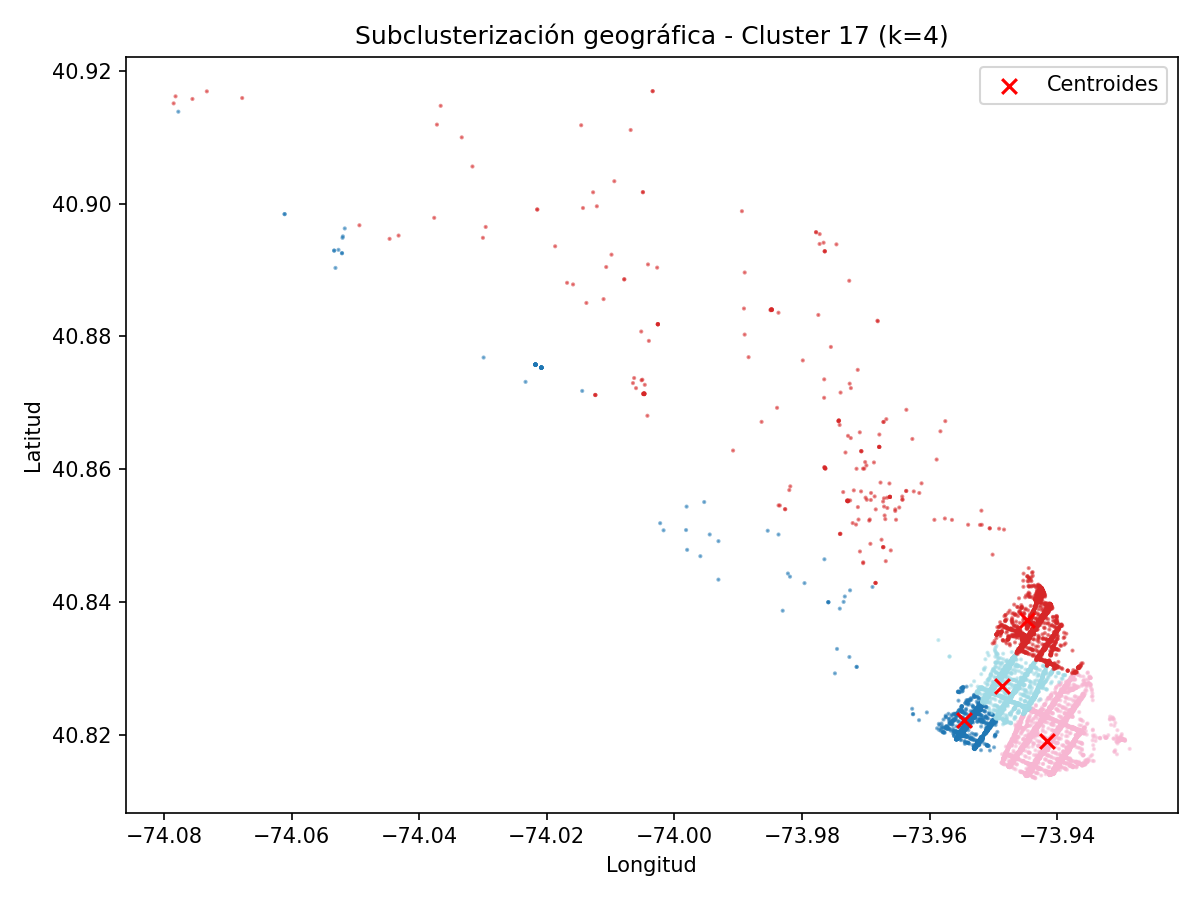 Subclusterización geográfica - Cluster 17 (k=4)
Centroides
Latitud
40.92
40.90
40.88
40.86
40.84
40.82
−74.08 −74.06 −74.04 −74.02 −74.00 −73.98 −73.96 −73.94
Longitud